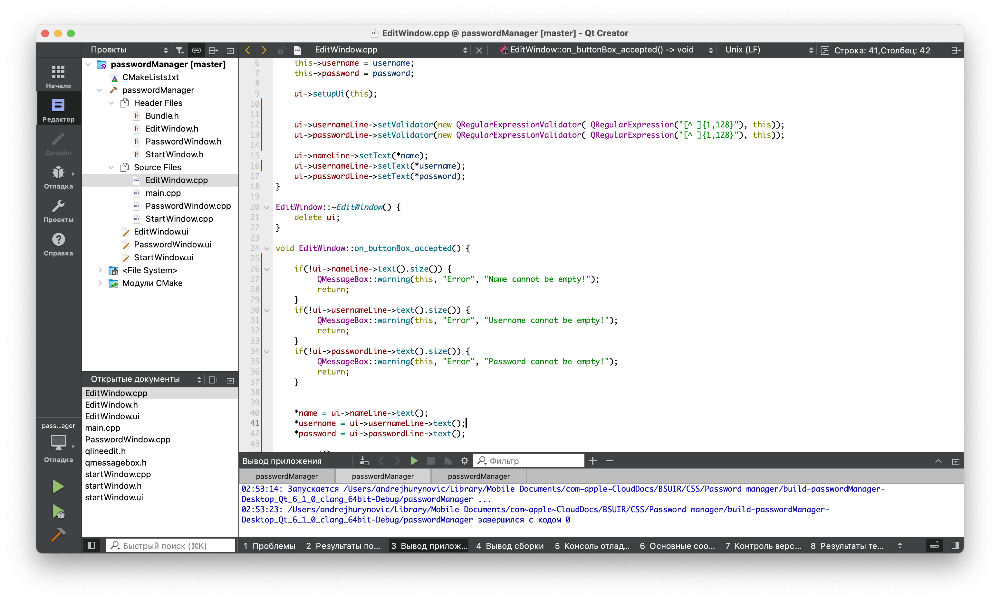 EditWindow.cpp @ passwordManager [master] - Qt Creator
Проекты
EditWindow.cpp
EditWindow::on_buttonBox_accepted() -> void
Unix (LF)
Строка: 41,Столбец: 42
Начало
Редактор
Дизайн
Отладка
Проекты
Справка
passwordManager [master]
CMakeLists.txt
passwordManager
Header Files
Bundle.h
EditWindow.h
PasswordWindow.h
StartWindow.h
Source Files
EditWindow.cpp
main.cpp
PasswordWindow.cpp
StartWindow.cpp
EditWindow.ui
PasswordWindow.ui
StartWindow.ui
<File System>
Модули CMake
Открытые документы
EditWindow.cpp
EditWindow.h
EditWindow.ui
main.cpp
PasswordWindow.cpp
qlineedit.h
qmessagebox.h
startWindow.cpp
startWindow.h
startWindow.ui
pass...ager
Отладка
6 this->username = username;
7 this->password = password;
8
9 ui->setupUi(this);
10
11
12 ui->usernameLine->setValidator(new QRegularExpressionValidator( QRegularExpression("[^ ]{1,128}"), this));
13 ui->passwordLine->setValidator(new QRegularExpressionValidator( QRegularExpression("[^ ]{1,128}"), this));
14
15 ui->nameLine->setText(*name);
16 ui->usernameLine->setText(*username);
17 ui->passwordLine->setText(*password);
18 }
19
20 EditWindow::~EditWindow() {
21 delete ui;
22 }
23
24 void EditWindow::on_buttonBox_accepted() {
25
26 if(!ui->nameLine->text().size()) {
27 QMessageBox::warning(this, "Error", "Name cannot be empty!");
28 return;
29 }
30 if(!ui->usernameLine->text().size()) {
31 QMessageBox::warning(this, "Error", "Username cannot be empty!");
32 return;
33 }
34 if(!ui->passwordLine->text().size()) {
35 QMessageBox::warning(this, "Error", "Password cannot be empty!");
36 return;
37 }
38
39
40 *name = ui->nameLine->text();
41 *username = ui->usernameLine->text();
42 *password = ui->passwordLine->text();
43
Вывод приложения
Фильтр
passwordManager
passwordManager
passwordManager
02:53:14: Запускается /Users/andrejhurynovic/Library/Mobile Documents/com~apple~CloudDocs/BSUIR/CSS/Password manager/build-passwordManager-
Desktop_Qt_6_1_0_clang_64bit-Debug/passwordManager ...
02:53:23: /Users/andrejhurynovic/Library/Mobile Documents/com~apple~CloudDocs/BSUIR/CSS/Password manager/build-passwordManager-
Desktop_Qt_6_1_0_clang_64bit-Debug/passwordManager завершился с кодом 0
Быстрый поиск (⌘K)
1 Проблемы
2 Результаты по...
3 Вывод прилож...
4 Вывод сборки
5 Консоль отлад...
6 Основные соо...
7 Контроль верс...
8 Результаты те...